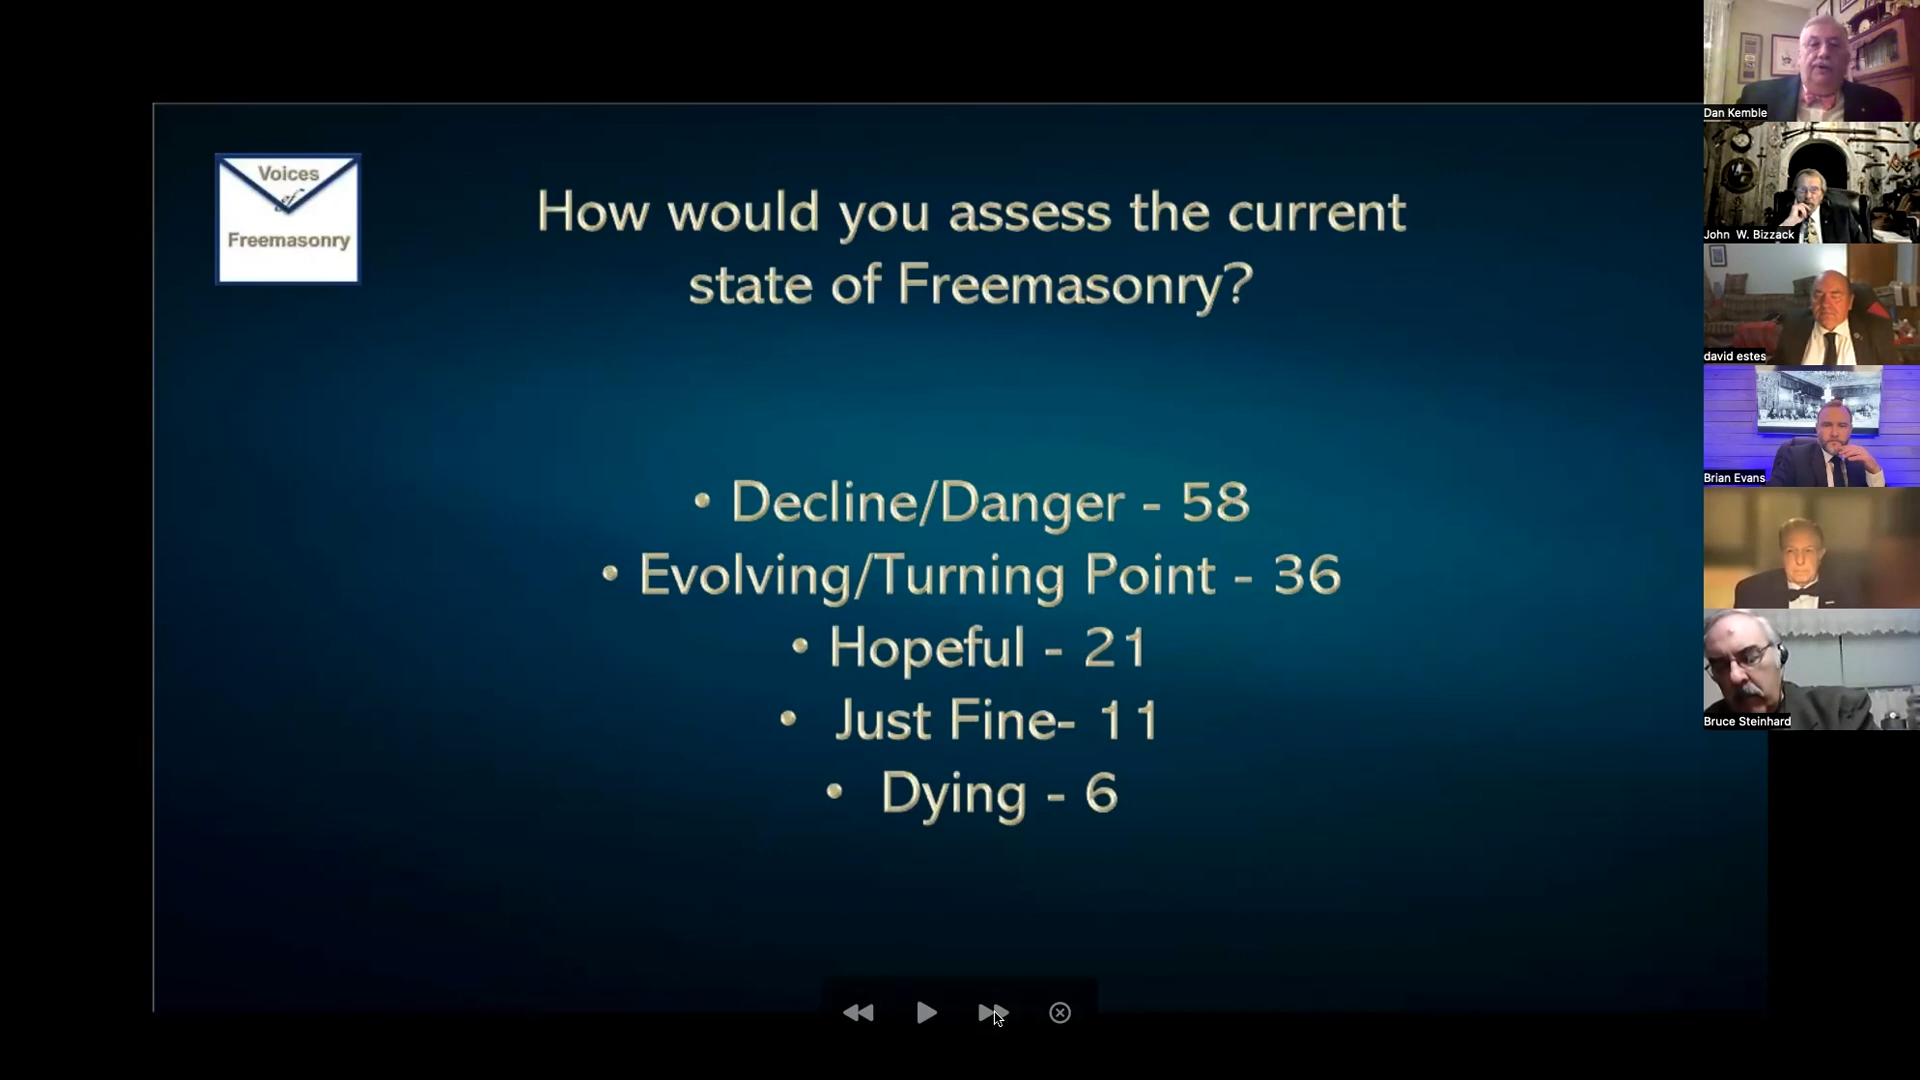 Voices
of
Freemasonry
How would you assess the current
state of Freemasonry?
• Decline/Danger - 58
• Evolving/Turning Point - 36
• Hopeful - 21
• Just Fine- 11
• Dying - 6
Dan Kemble
John W. Bizzack
david estes
Brian Evans
Bruce Steinhard